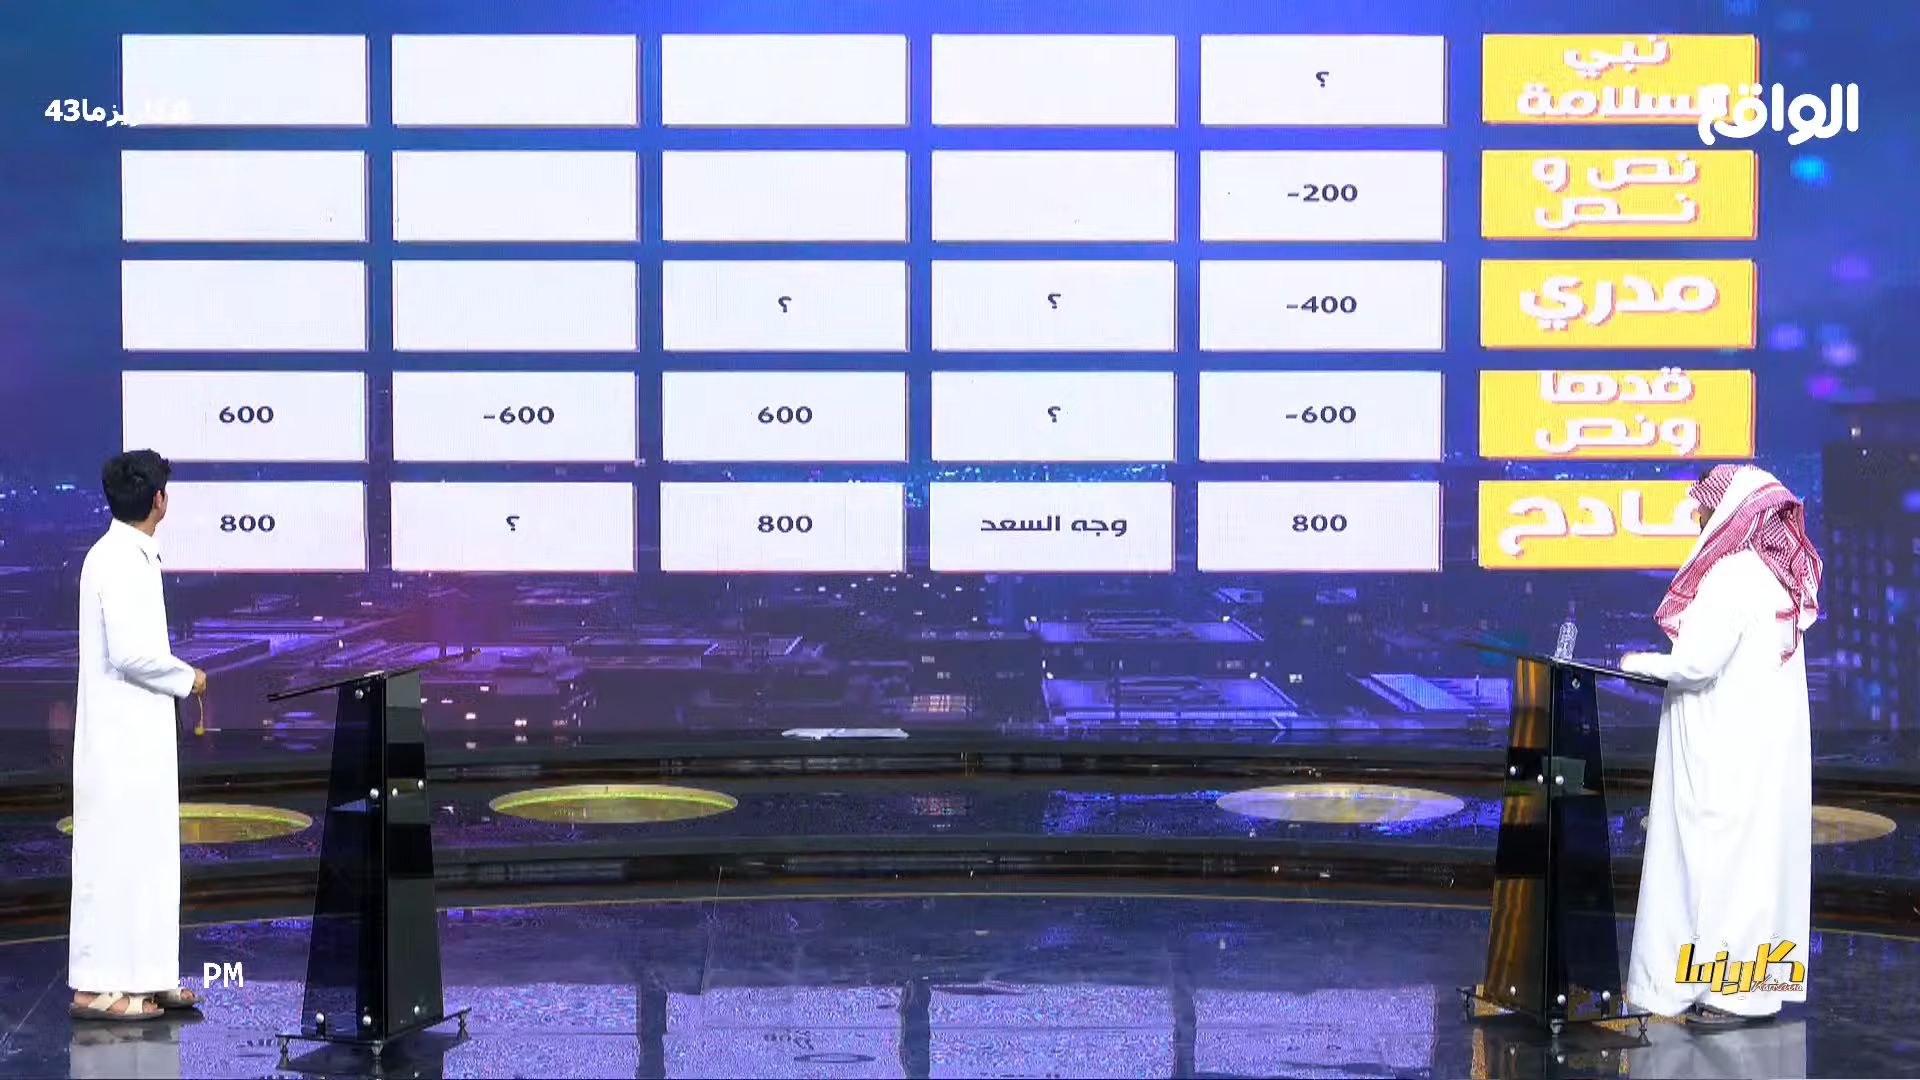 الواقع
نبي
السلامة
؟
نص و
نص
-200
مدري
-400
؟
؟
قدها
ونص
-600
؟
600
-600
600
فادح
800
وجه السعد
800
؟
800
#كاريزما43
PM
كاريزما
Karisma